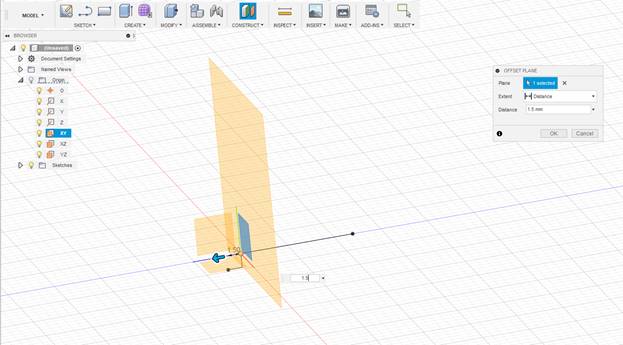 MODEL
SKETCH
CREATE
MODIFY
ASSEMBLE
CONSTRUCT
INSPECT
INSERT
MAKE
ADD-INS
SELECT
BROWSER
(Unsaved)
Document Settings
Named Views
Origin
O
X
Y
Z
XY
XZ
YZ
Sketches
OFFSET PLANE
Plane
1 selected
Extent
Distance
Distance
1.5 mm
OK
Cancel
1.50
1.5